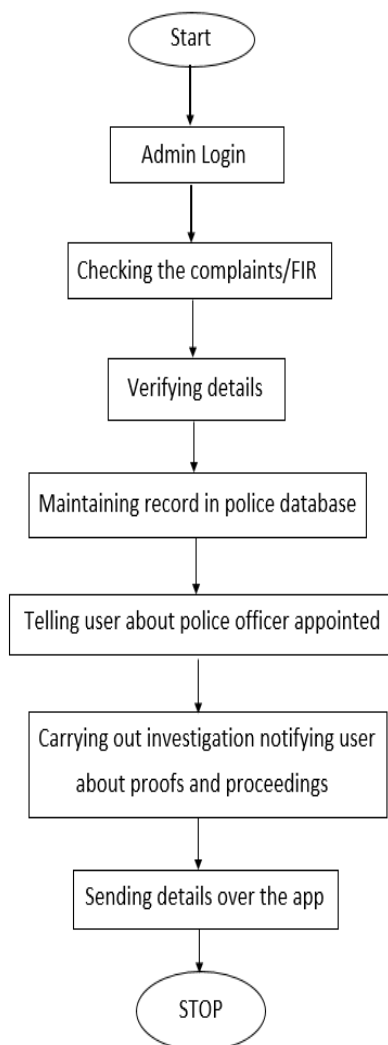 Start
Admin Login
Checking the complaints/FIR
Verifying details
Maintaining record in police database
Telling user about police officer appointed
Carrying out investigation notifying user
about proofs and proceedings
Sending details over the app
STOP